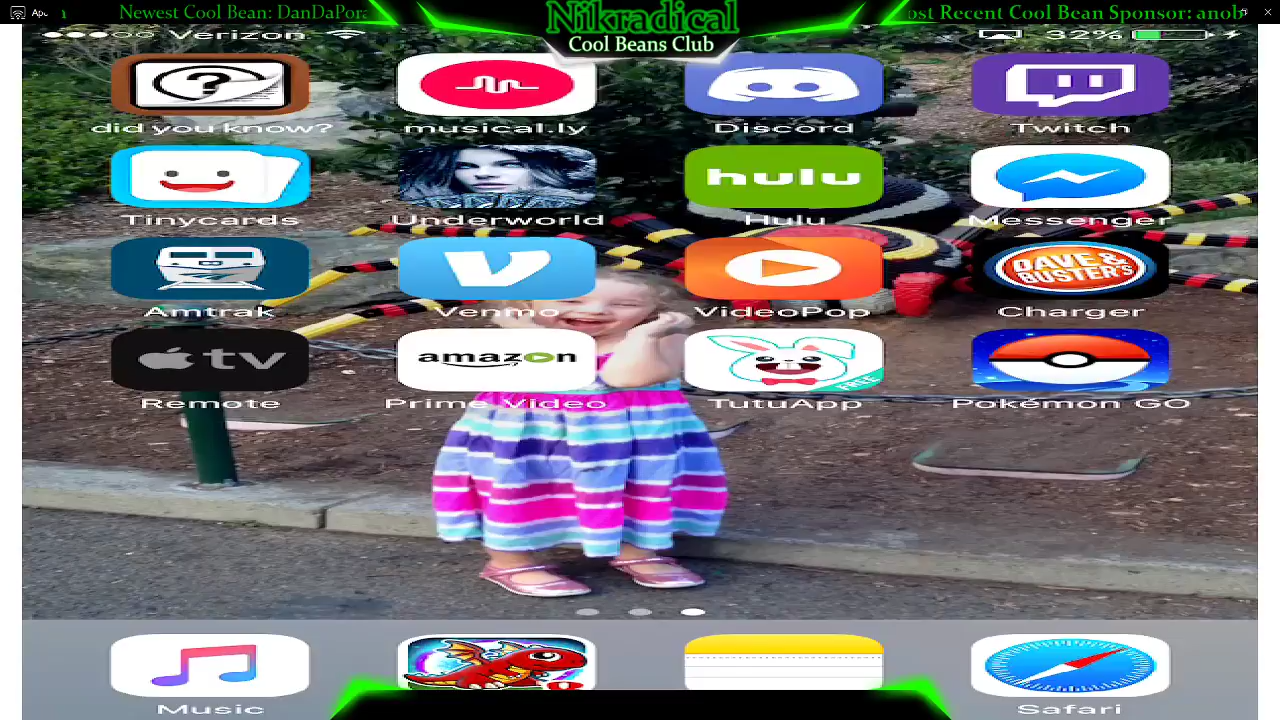 Newest Cool Bean: DanDaPora
Nikradical
ost Recent Cool Bean Sponsor: anob
Cool Beans Club
Verizon
32%
?
did you know?
musical.ly
Discord
Twitch
hulu
Tinycards
Underworld
Hulu
Messenger
DAVE & BUSTER'S
Amtrak
Venmo
VideoPop
Charger
tv
amazon
FREE
Remote
Prime Video
TutuApp
Pokémon GO
Music
Safari